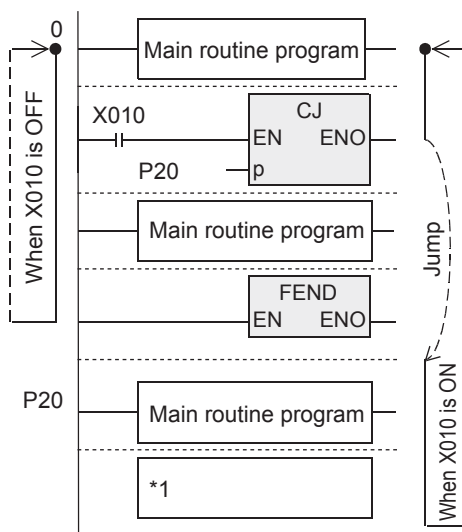 0
Main routine program
X010
CJ
EN ENO
P20
p
Main routine program
FEND
EN ENO
P20
Main routine program
*1
When X010 is OFF
Jump
When X010 is ON